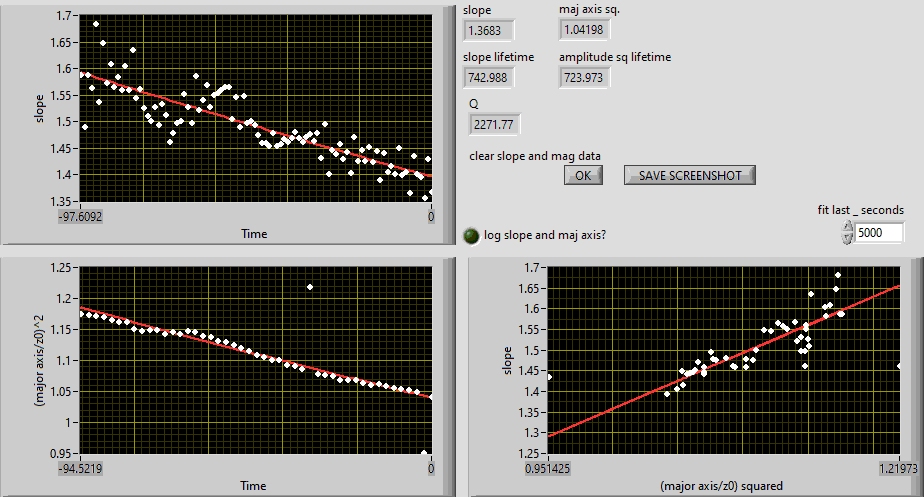 1.7
1.65
1.6
1.55
1.5
1.45
1.4
1.35
slope
-97.6092
0
Time
slope
1.3683
maj axis sq.
1.04198
slope lifetime
742.988
amplitude sq lifetime
723.973
Q
2271.77
clear slope and mag data
OK
SAVE SCREENSHOT
fit last _ seconds
5000
log slope and maj axis?
1.25
1.2
1.15
1.1
1.05
1
0.95
(major axis/z0)^2
-94.5219
0
Time
1.7
1.65
1.6
1.55
1.5
1.45
1.4
1.35
1.3
1.25
slope
0.951425
1.21973
(major axis/z0) squared